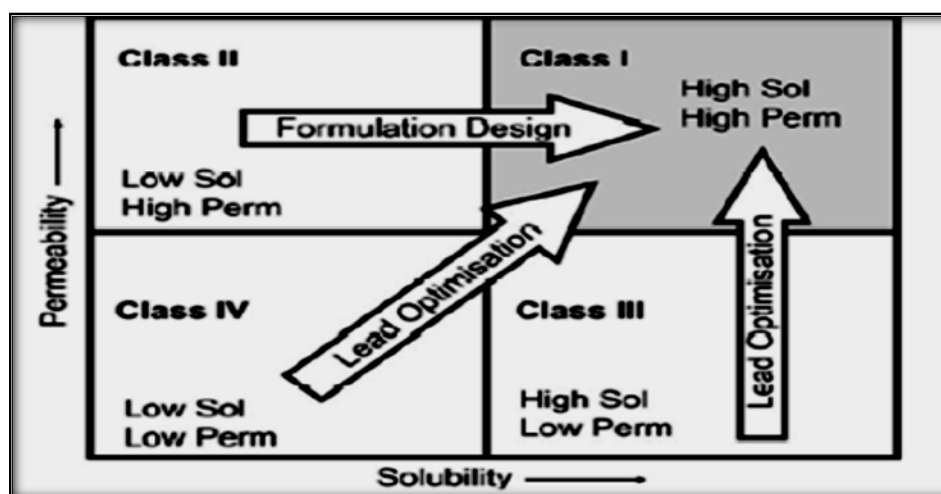 Class II
Class I
High Sol
High Perm
Formulation Design
Low Sol
High Perm
Permeability
Lead Optimisation
Lead Optimisation
Class IV
Class III
Low Sol
Low Perm
High Sol
Low Perm
Solubility